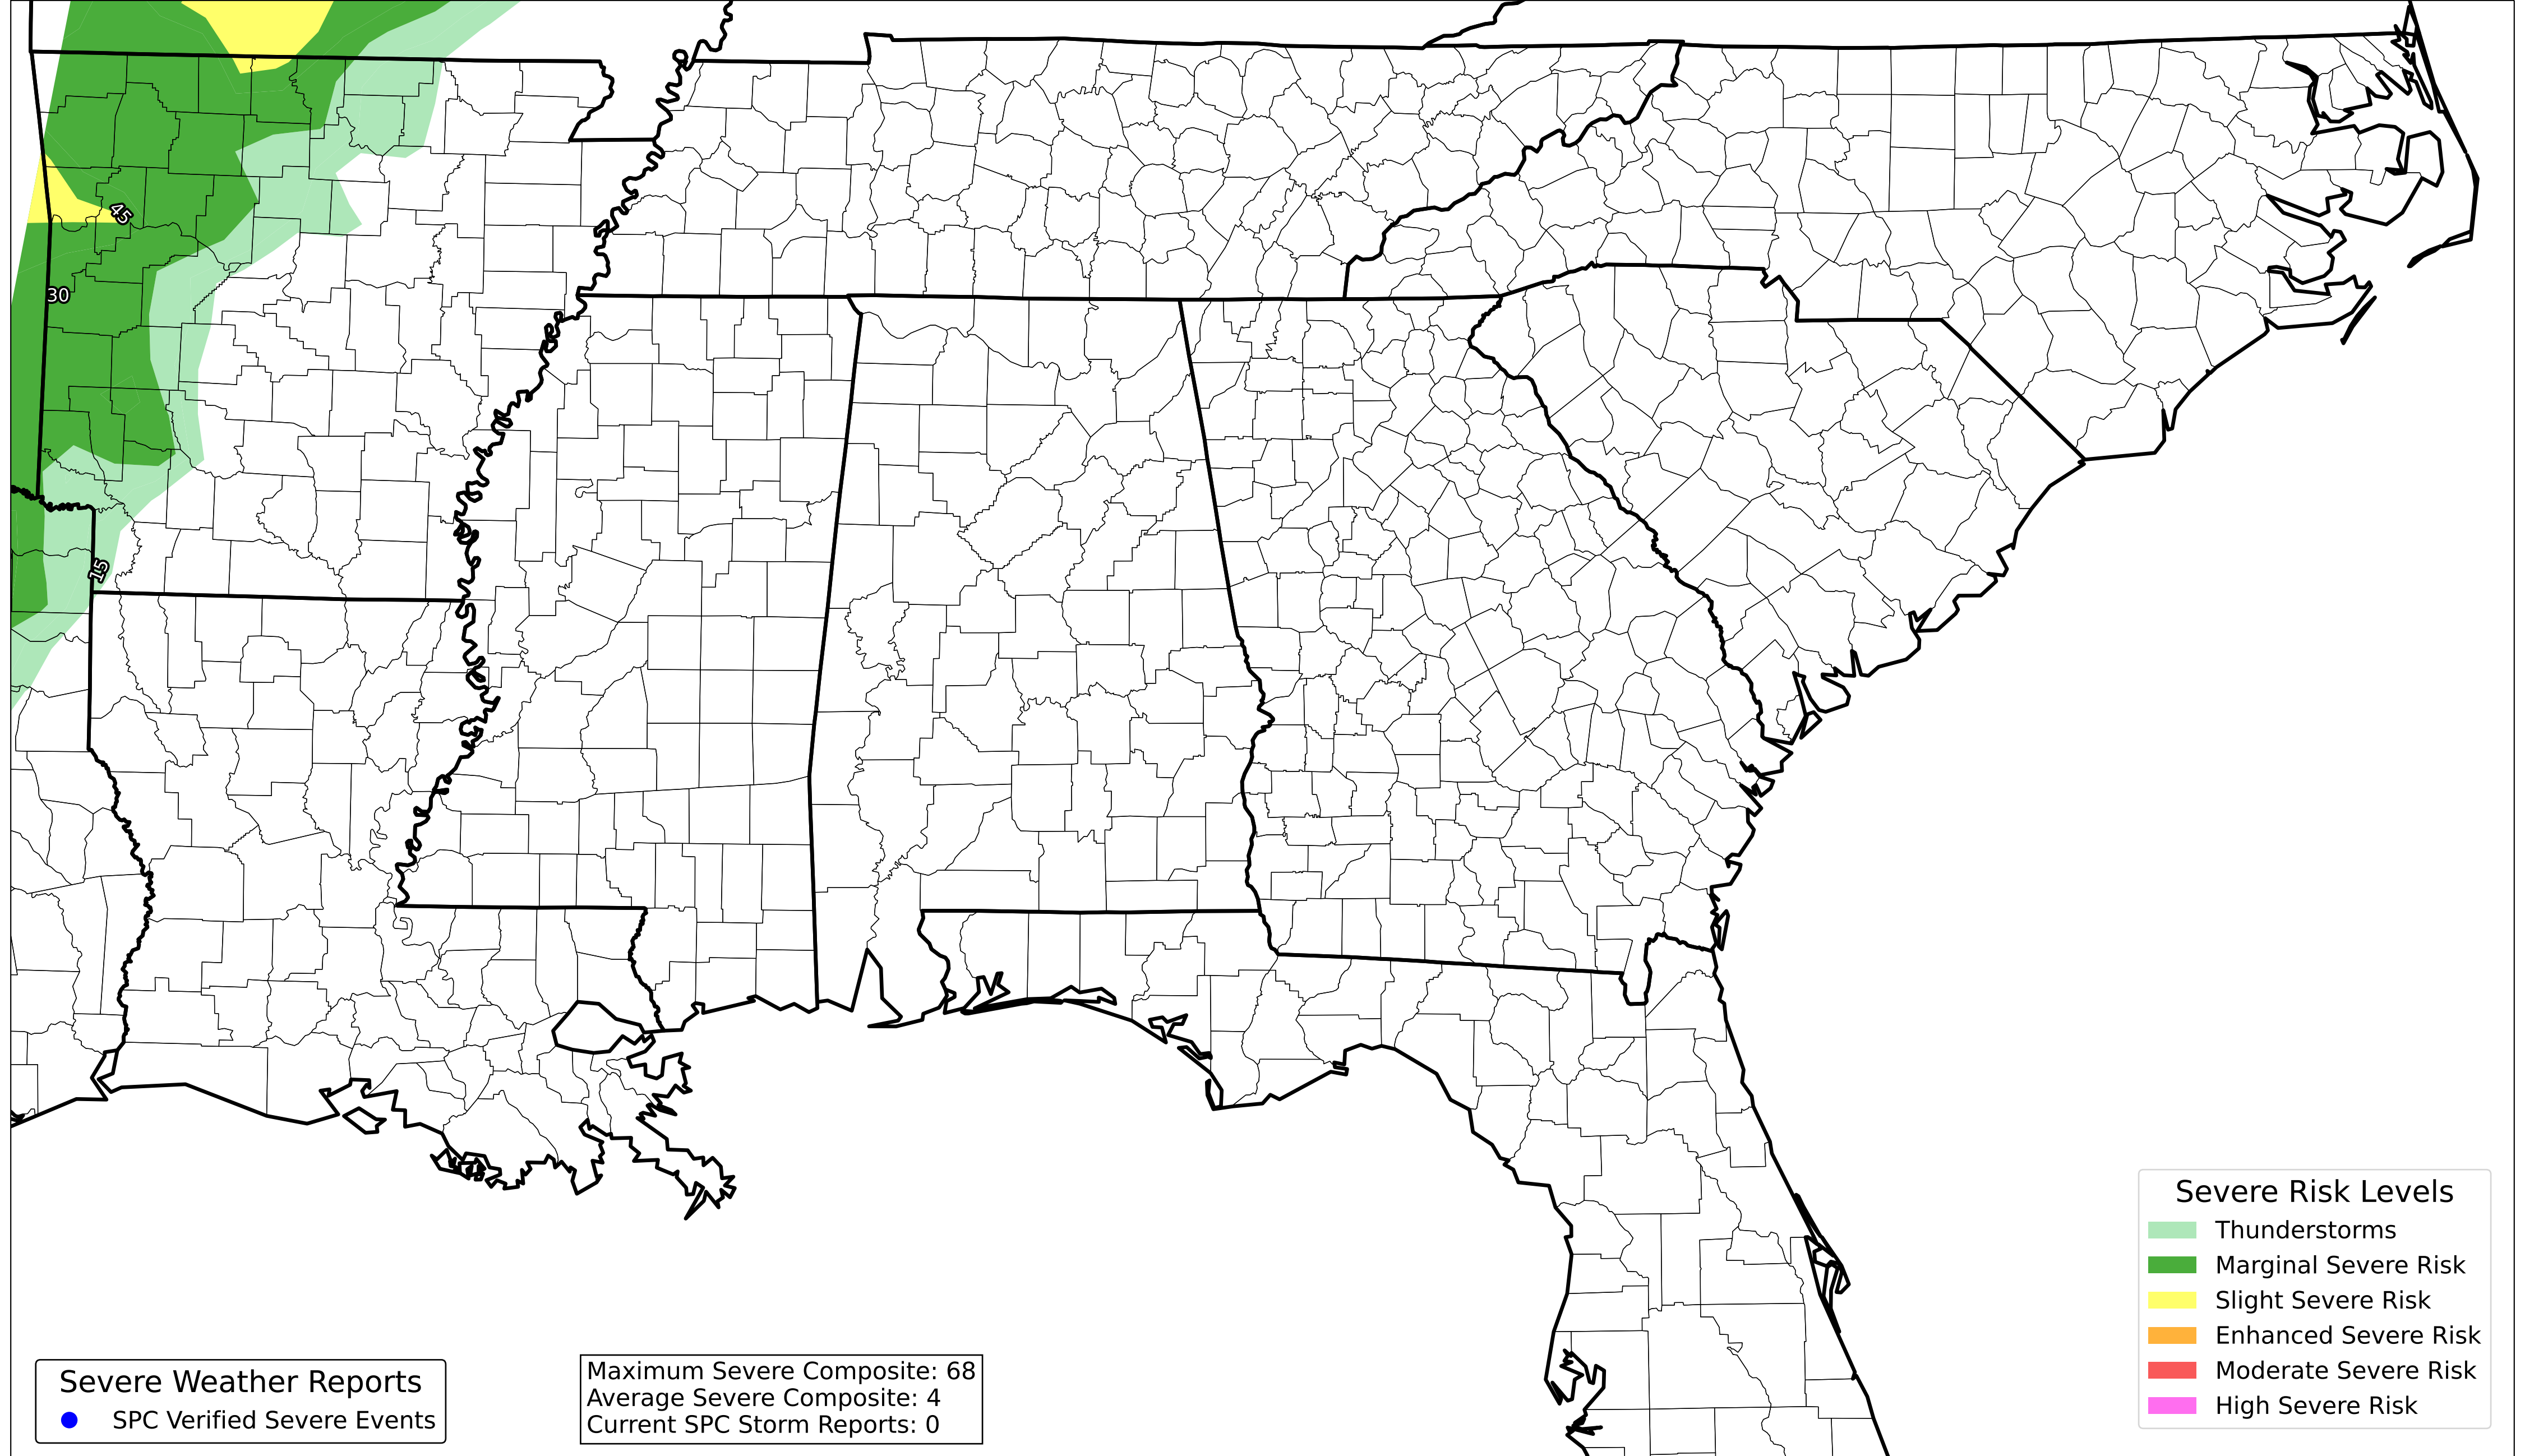 45
30
15
Severe Risk Levels
Thunderstorms
Marginal Severe Risk
Slight Severe Risk
Enhanced Severe Risk
Moderate Severe Risk
High Severe Risk
Severe Weather Reports
SPC Verified Severe Events
Maximum Severe Composite: 68
Average Severe Composite: 4
Current SPC Storm Reports: 0